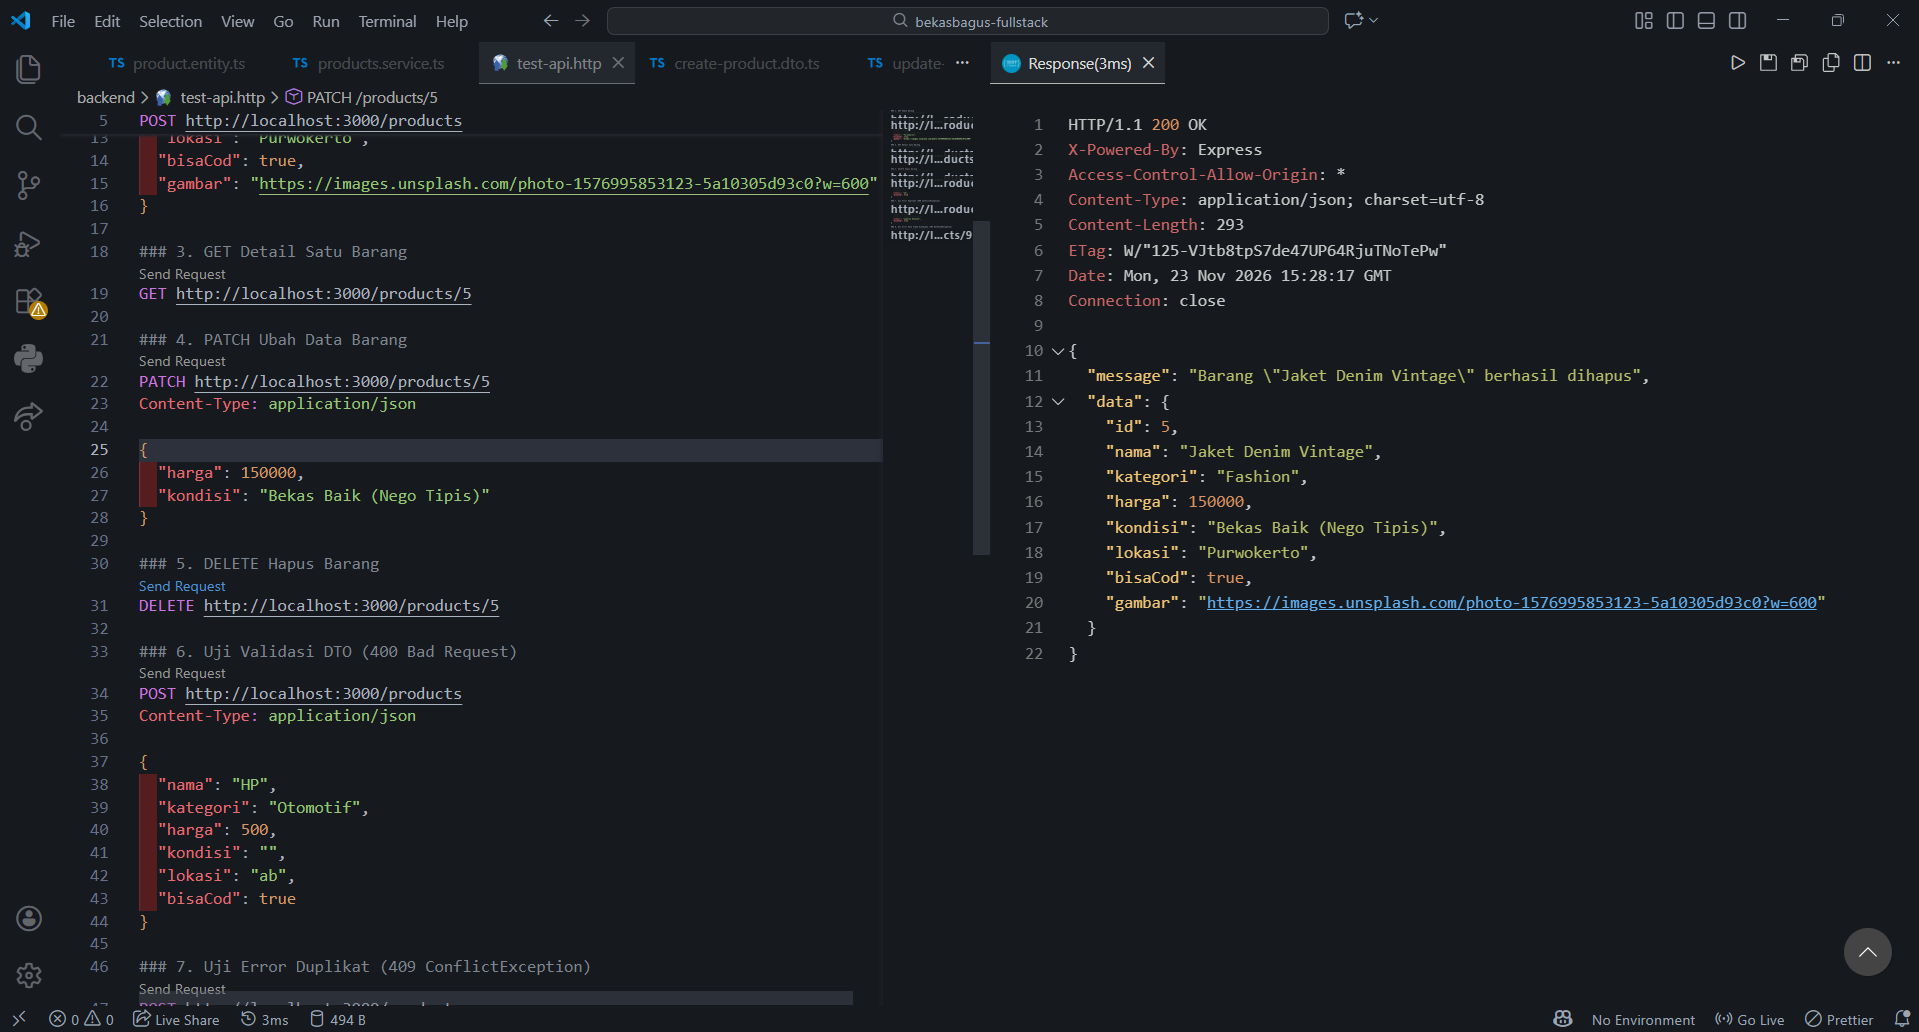 File Edit Selection View Go Run Terminal Help
bekasbagus-fullstack
TS product.entity.ts
TS products.service.ts
test-api.http
TS create-product.dto.ts
TS update-
Response(3ms)
backend > test-api.http > PATCH /products/5
5 POST http://localhost:3000/products
13 "lokasi": "Purwokerto",
14 "bisaCod": true,
15 "gambar": "https://images.unsplash.com/photo-1576995853123-5a10305d93c0?w=600"
16 }
17
18 ### 3. GET Detail Satu Barang
Send Request
19 GET http://localhost:3000/products/5
20
21 ### 4. PATCH Ubah Data Barang
Send Request
22 PATCH http://localhost:3000/products/5
23 Content-Type: application/json
24
25 {
26 "harga": 150000,
27 "kondisi": "Bekas Baik (Nego Tipis)"
28 }
29
30 ### 5. DELETE Hapus Barang
Send Request
31 DELETE http://localhost:3000/products/5
32
33 ### 6. Uji Validasi DTO (400 Bad Request)
Send Request
34 POST http://localhost:3000/products
35 Content-Type: application/json
36
37 {
38 "nama": "HP",
39 "kategori": "Otomotif",
40 "harga": 500,
41 "kondisi": "",
42 "lokasi": "ab",
43 "bisaCod": true
44 }
45
46 ### 7. Uji Error Duplikat (409 ConflictException)
Send Request
http://l...roduc
http://l...ducts
http://l...roduc
http://l...roduc
http://l...cts/9
1 HTTP/1.1 200 OK
2 X-Powered-By: Express
3 Access-Control-Allow-Origin: *
4 Content-Type: application/json; charset=utf-8
5 Content-Length: 293
6 ETag: W/"125-VJtb8tpS7de47UP64RjuTNoTePw"
7 Date: Mon, 23 Nov 2026 15:28:17 GMT
8 Connection: close
9
10 {
11 "message": "Barang \"Jaket Denim Vintage\" berhasil dihapus",
12 "data": {
13 "id": 5,
14 "nama": "Jaket Denim Vintage",
15 "kategori": "Fashion",
16 "harga": 150000,
17 "kondisi": "Bekas Baik (Nego Tipis)",
18 "lokasi": "Purwokerto",
19 "bisaCod": true,
20 "gambar": "https://images.unsplash.com/photo-1576995853123-5a10305d93c0?w=600"
21 }
22 }
0 0 Live Share 3ms 494 B
No Environment Go Live Prettier